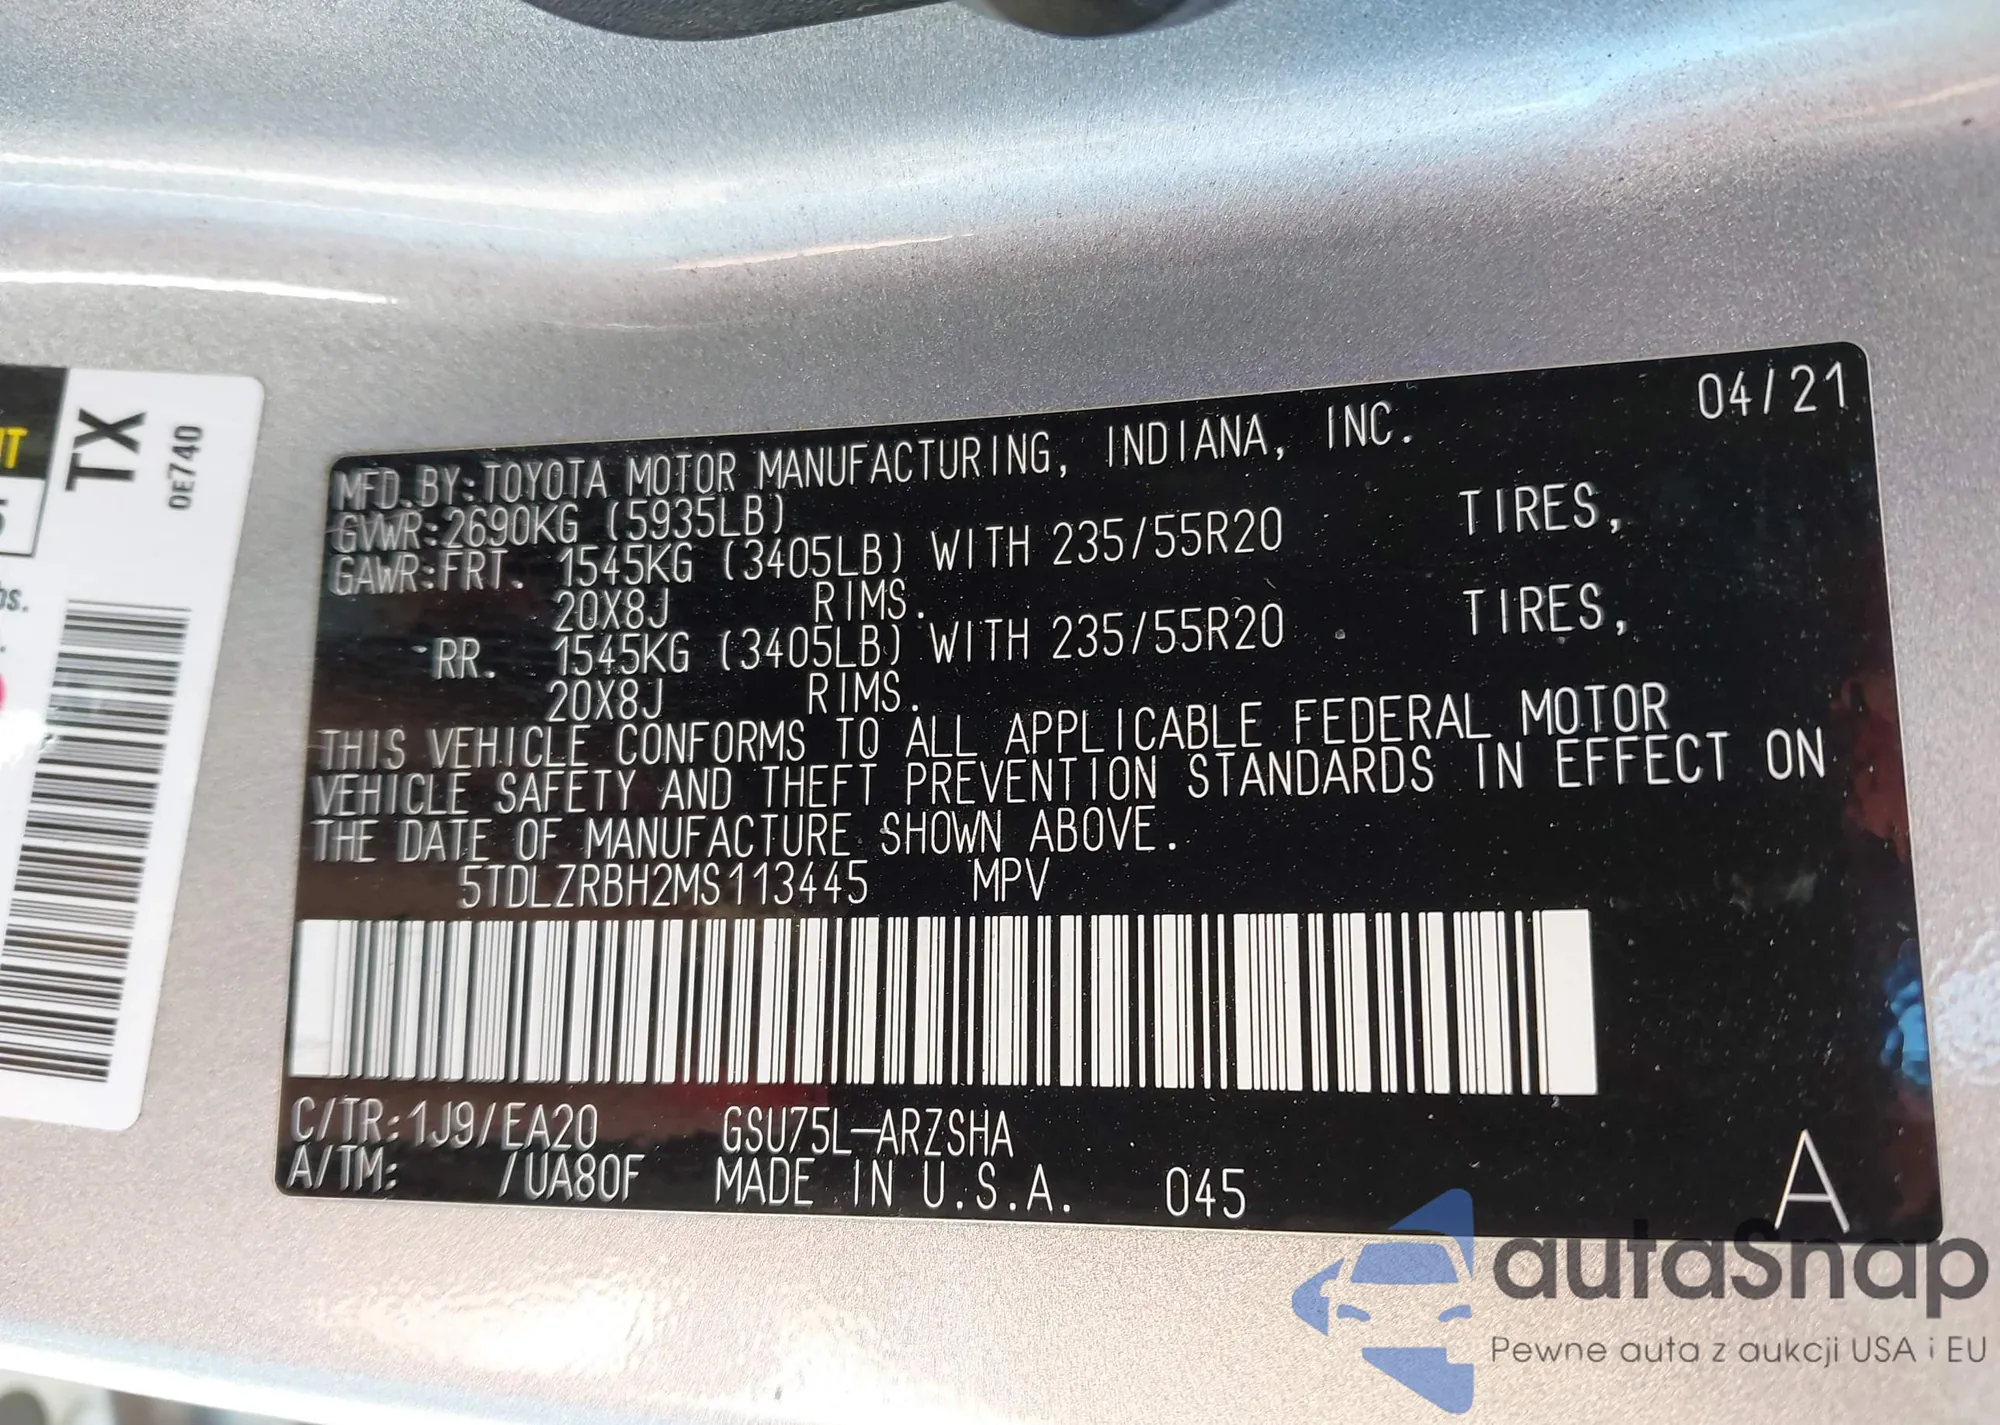 04/21
MFD.BY:TOYOTA MOTOR MANUFACTURING, INDIANA, INC.
GVWR:2690KG (5935LB)
GAWR:FRT. 1545KG (3405LB) WITH 235/55R20 TIRES,
20X8J RIMS.
RR. 1545KG (3405LB) WITH 235/55R20 TIRES,
20X8J RIMS.
THIS VEHICLE CONFORMS TO ALL APPLICABLE FEDERAL MOTOR
VEHICLE SAFETY AND THEFT PREVENTION STANDARDS IN EFFECT ON
THE DATE OF MANUFACTURE SHOWN ABOVE.
5TDLZRBH2MS113445 MPV
C/TR:1J9/EA20 GSU75L-ARZSHA
A/TM: /UA80F MADE IN U.S.A. 045
A
TX
0E740
autaSnap
Pewne auta z aukcji USA i EU